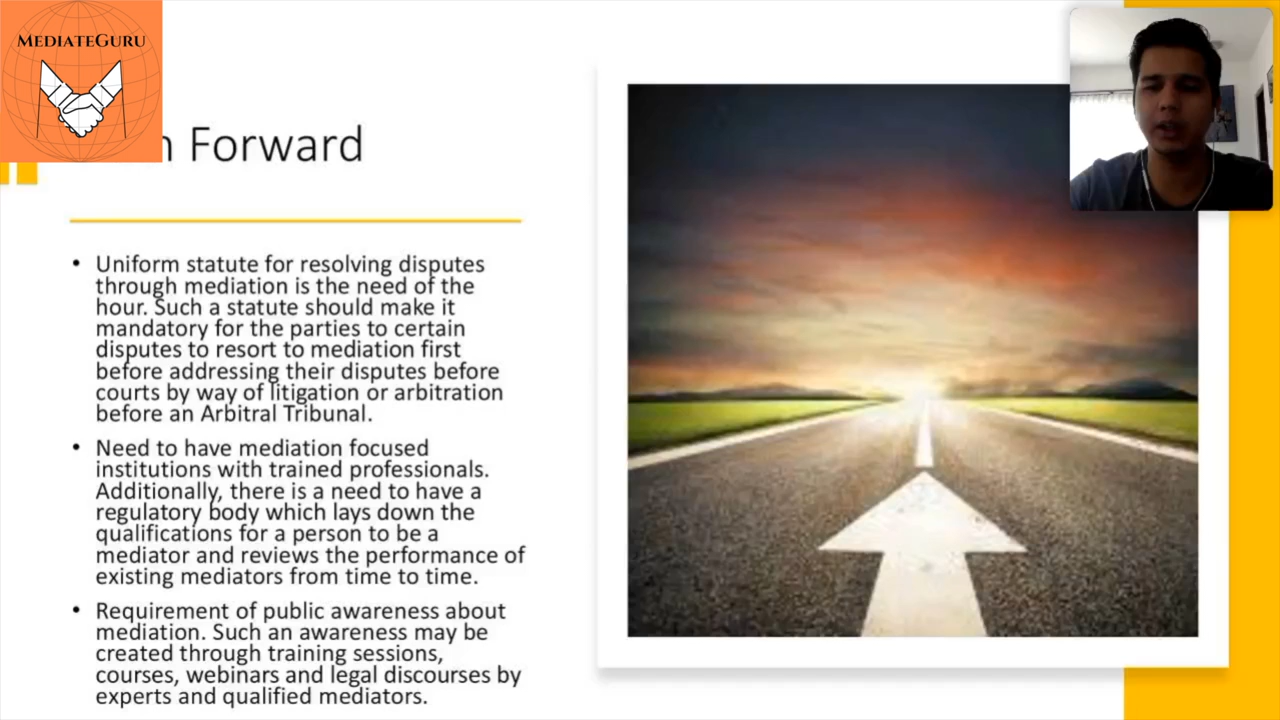 MEDIATEGURU
Forward
• Uniform statute for resolving disputes
through mediation is the need of the
hour. Such a statute should make it
mandatory for the parties to certain
disputes to resort to mediation first
before addressing their disputes before
courts by way of litigation or arbitration
before an Arbitral Tribunal.
• Need to have mediation focused
institutions with trained professionals.
Additionally, there is a need to have a
regulatory body which lays down the
qualifications for a person to be a
mediator and reviews the performance of
existing mediators from time to time.
• Requirement of public awareness about
mediation. Such an awareness may be
created through training sessions,
courses, webinars and legal discourses by
experts and qualified mediators.